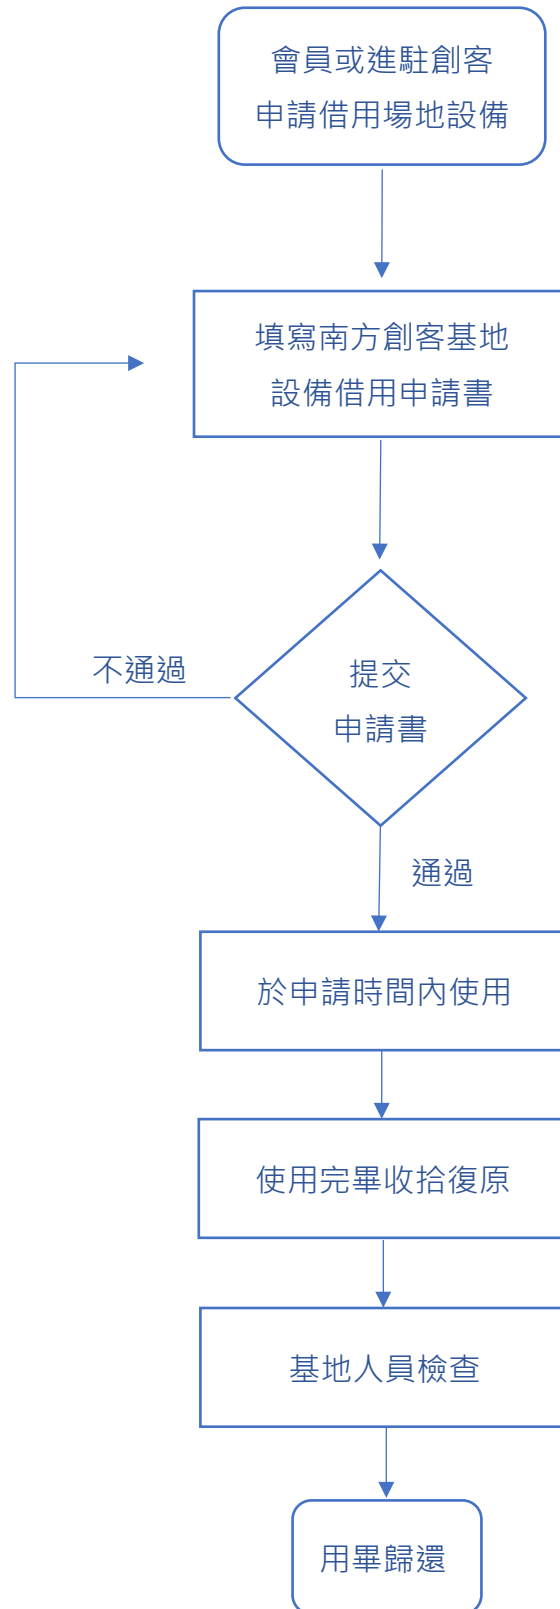 會員或進駐創客
申請借用場地設備
填寫南方創客基地
設備借用申請書
不通過
提交
申請書
通過
於申請時間內使用
使用完畢收拾復原
基地人員檢查
用畢歸還